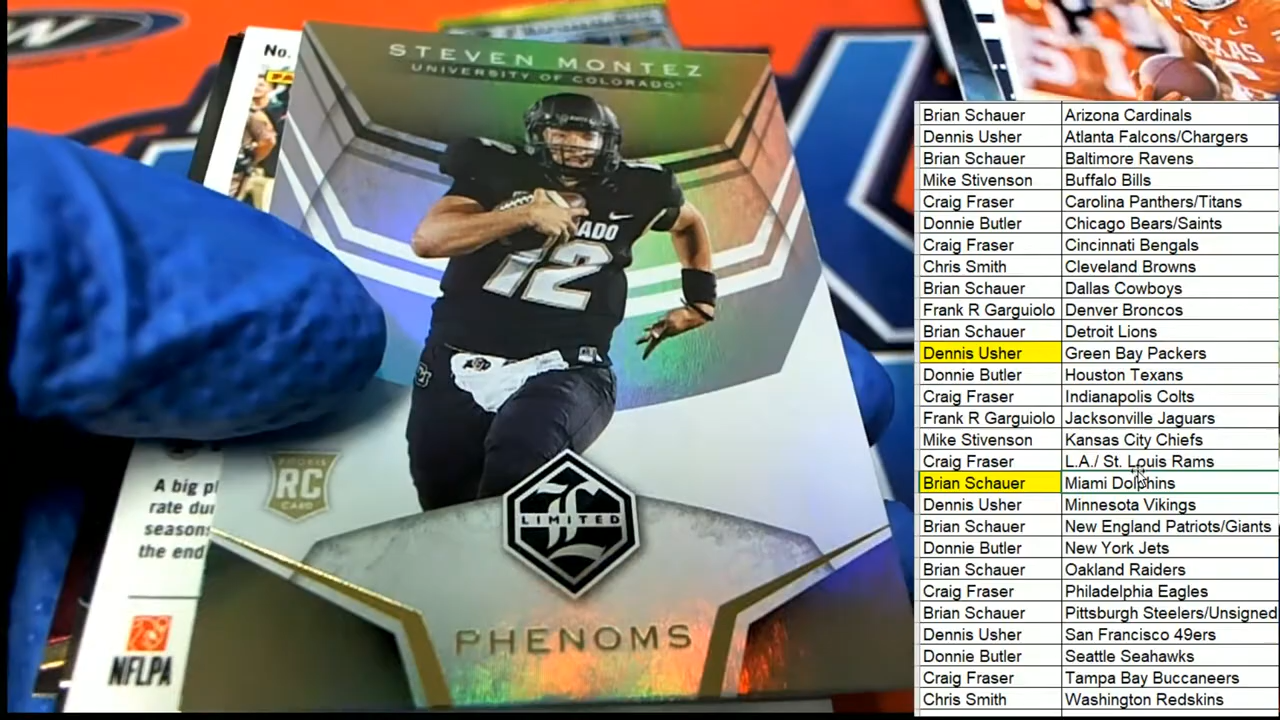 W
No.
STEVEN MONTEZ
UNIVERSITY OF COLORADO
ADO
12
CU
ROOKIE
RC
CARD
LIMITED
PHENOMS
A big
rate
seasons
the end
NFLPA
TEXAS
C
Brian Schauer Arizona Cardinals
Dennis Usher Atlanta Falcons/Chargers
Brian Schauer Baltimore Ravens
Mike Stivenson Buffalo Bills
Craig Fraser Carolina Panthers/Titans
Donnie Butler Chicago Bears/Saints
Craig Fraser Cincinnati Bengals
Chris Smith Cleveland Browns
Brian Schauer Dallas Cowboys
Frank R Garguiolo Denver Broncos
Brian Schauer Detroit Lions
Dennis Usher Green Bay Packers
Donnie Butler Houston Texans
Craig Fraser Indianapolis Colts
Frank R Garguiolo Jacksonville Jaguars
Mike Stivenson Kansas City Chiefs
Craig Fraser L.A./ St. Louis Rams
Brian Schauer Miami Dolphins
Dennis Usher Minnesota Vikings
Brian Schauer New England Patriots/Giants
Donnie Butler New York Jets
Brian Schauer Oakland Raiders
Craig Fraser Philadelphia Eagles
Brian Schauer Pittsburgh Steelers/Unsigned
Dennis Usher San Francisco 49ers
Donnie Butler Seattle Seahawks
Craig Fraser Tampa Bay Buccaneers
Chris Smith Washington Redskins